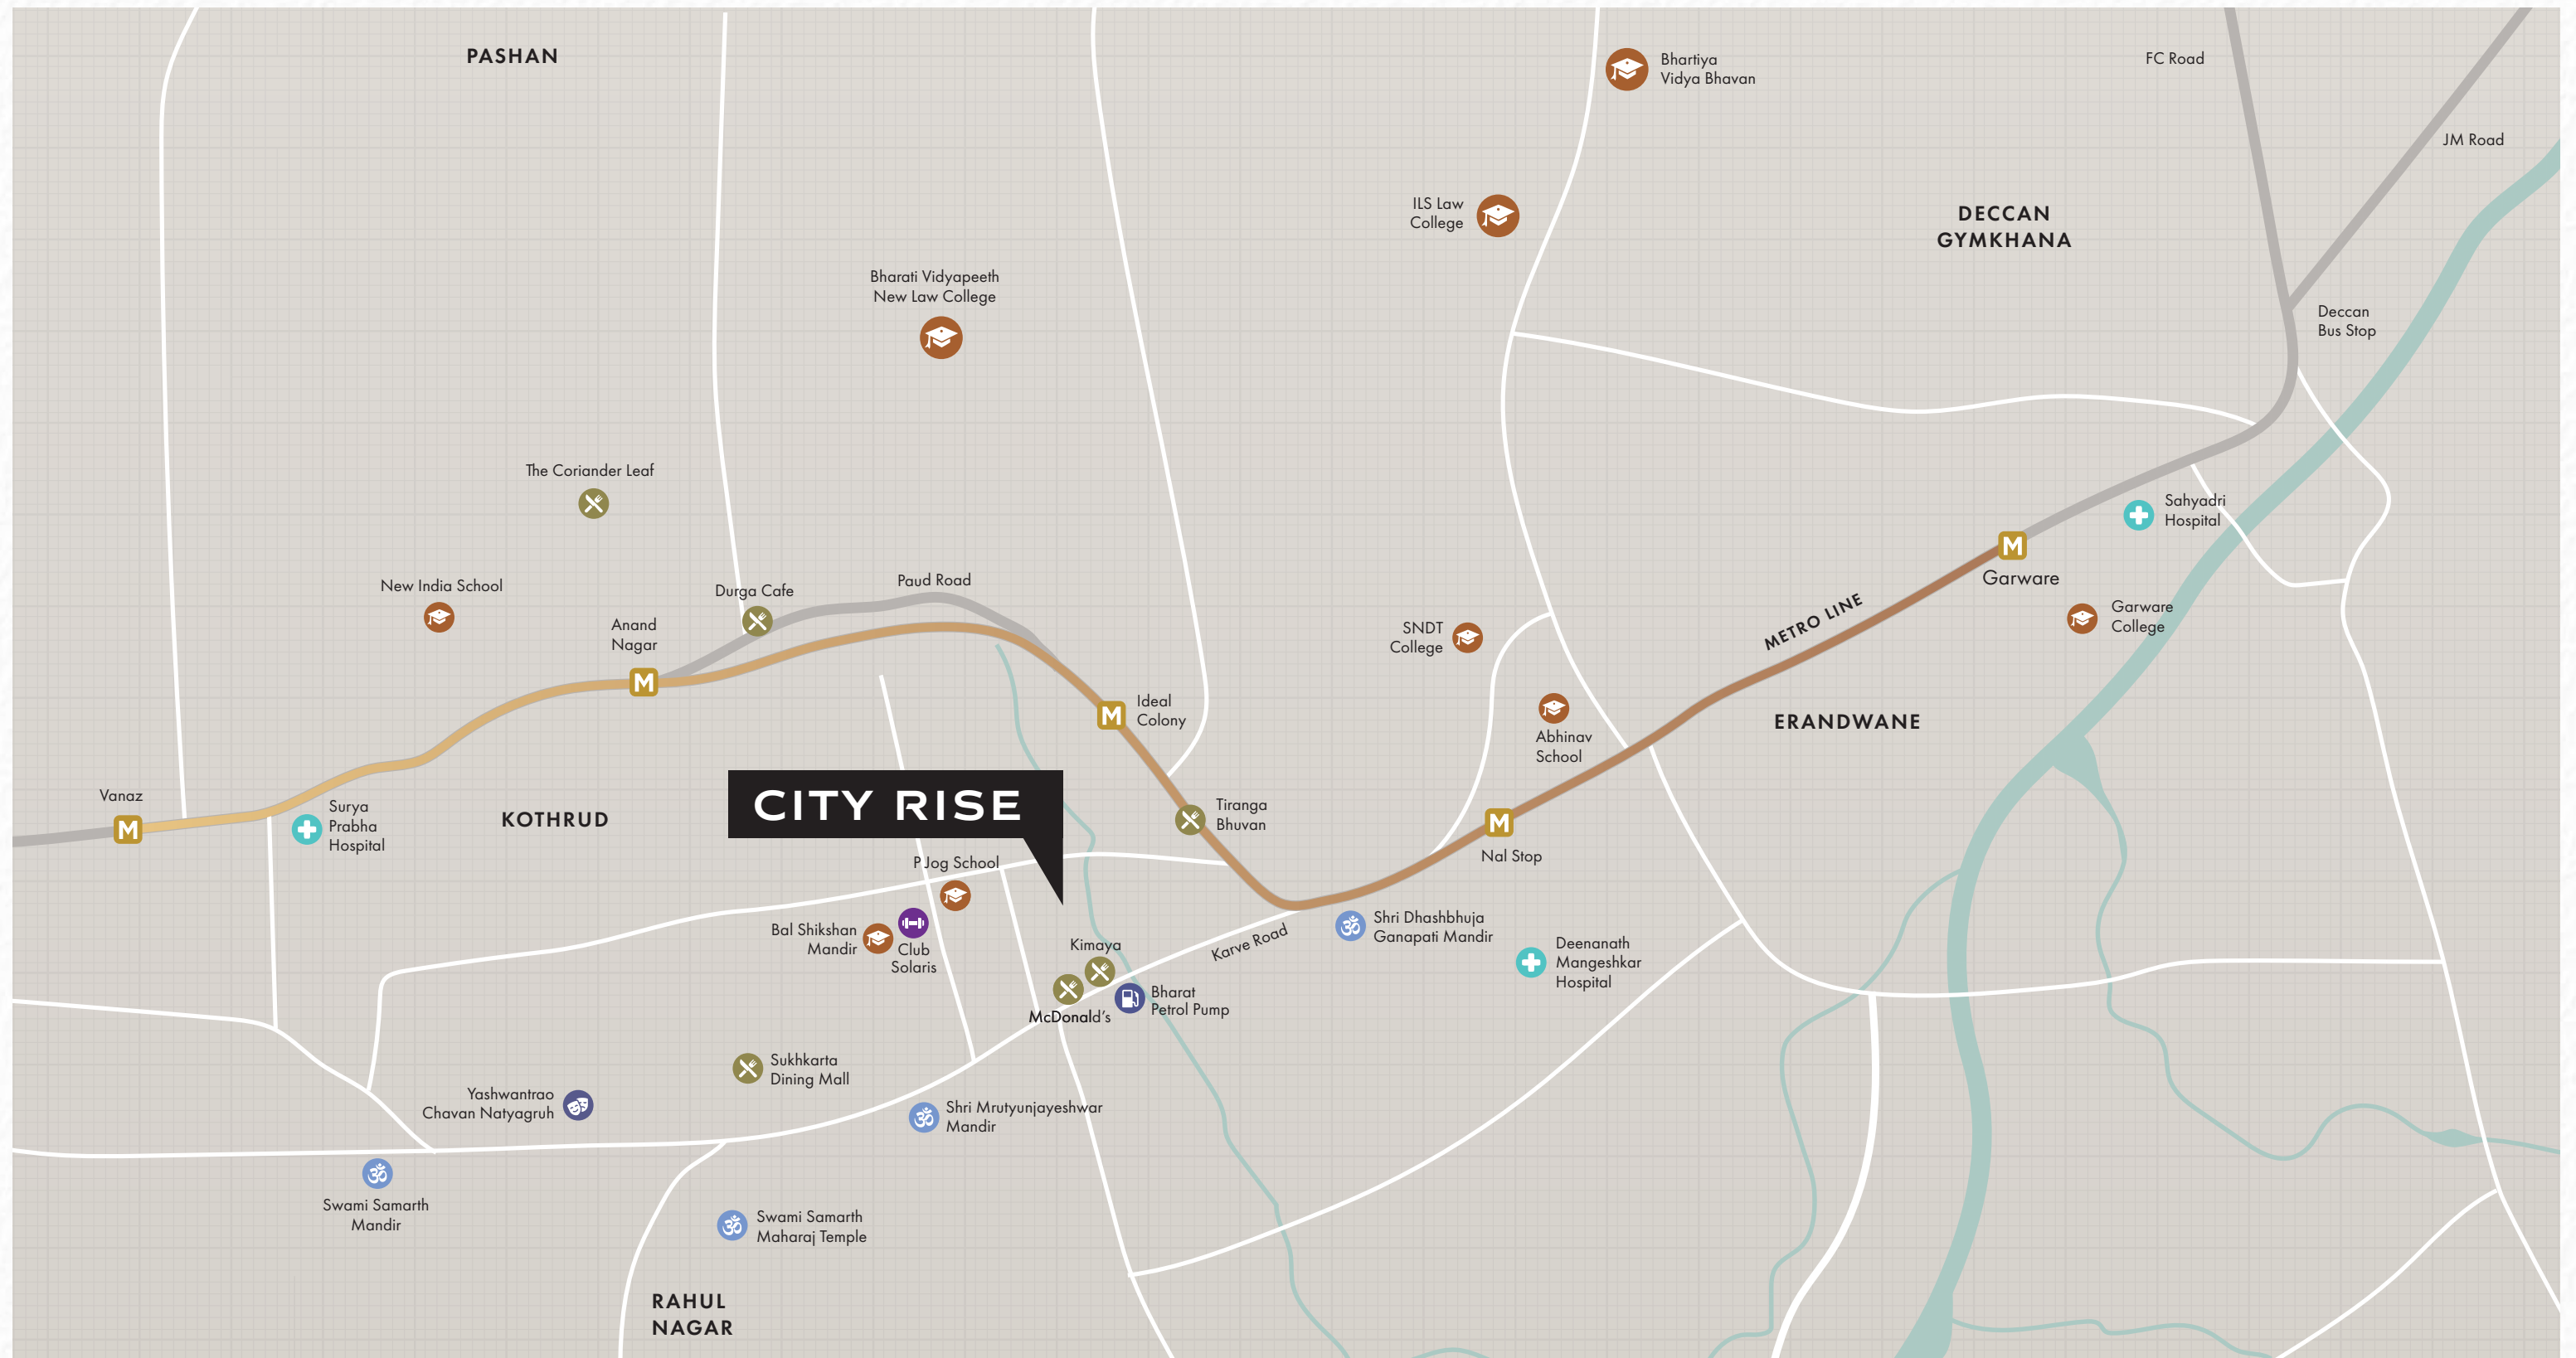 PASHAN
Bhartiya
Vidya Bhavan
FC Road
JM Road
ILS Law
College
DECCAN
GYMKHANA
Bharati Vidyapeeth
New Law College
Deccan
Bus Stop
The Coriander Leaf
Sahyadri
Hospital
New India School
Durga Cafe
Paud Road
M
Garware
METRO LINE
Garware
College
Anand
Nagar
SNDT
College
M
Ideal
Colony
M
Abhinav
School
ERANDWANE
Vanaz
M
Surya
Prabha
Hospital
KOTHRUD
CITY RISE
Tiranga
Bhuvan
M
Nal Stop
P Jog School
Bal Shikshan
Mandir
Club
Solaris
Kimaya
Karve Road
ॐ
Shri Dhashbhuja
Ganapati Mandir
Deenanath
Mangeshkar
Hospital
McDonald's
Bharat
Petrol Pump
Sukhkarta
Dining Mall
Yashwantrao
Chavan Natyagruh
ॐ
Shri Mrutyunjayeshwar
Mandir
ॐ
Swami Samarth
Mandir
ॐ
Swami Samarth
Maharaj Temple
RAHUL
NAGAR